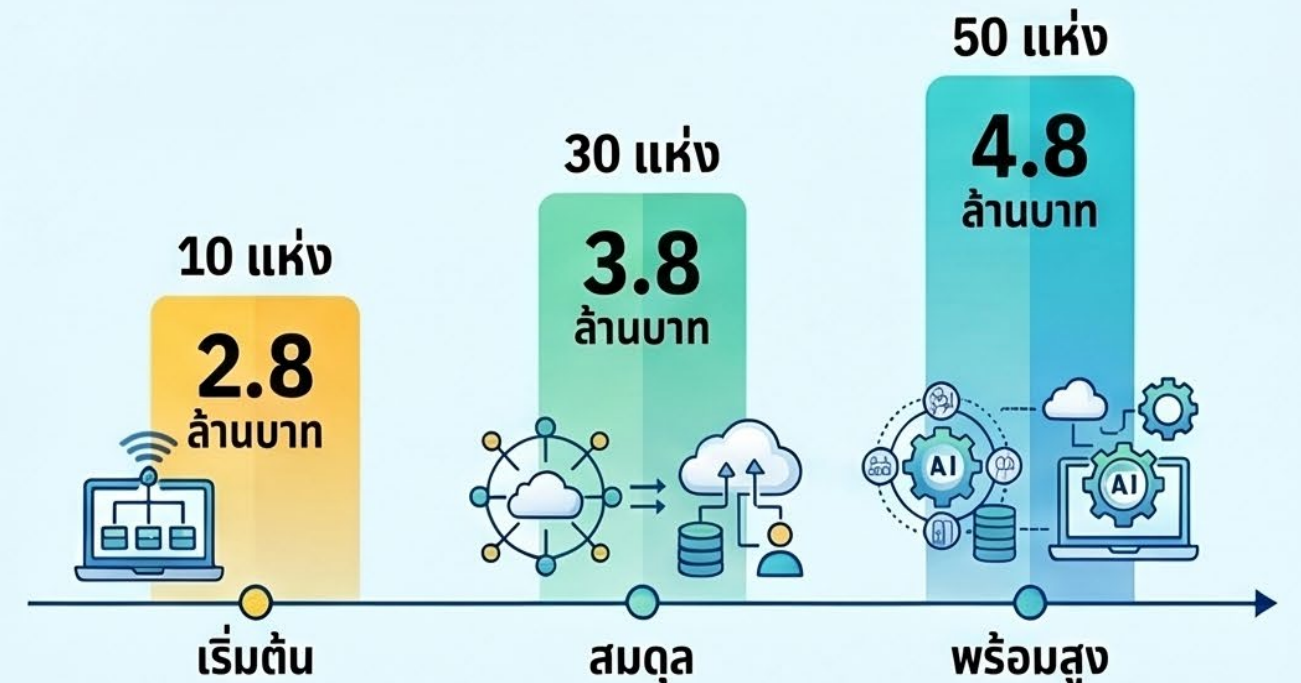 10 แห่ง
2.8
ล้านบาท
เริ่มต้น
30 แห่ง
3.8
ล้านบาท
สมดุล
50 แห่ง
4.8
ล้านบาท
AI
AI
พร้อมสูง